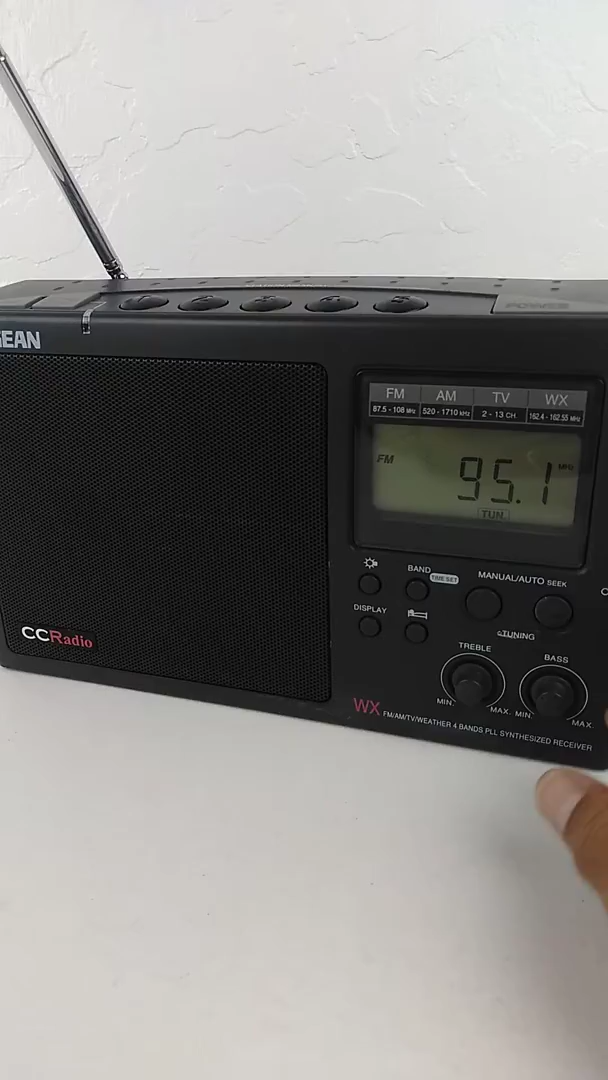 GEAN
POWER
FM AM TV WX
87.5 - 108 MHz 520 - 1710 kHz 2 - 13 CH. 162.4 - 162.55 MHz
FM 95.1 MHz
TUN.
BAND TIME SET
MANUAL/AUTO SEEK
DISPLAY
TUNING
TREBLE BASS
MIN. MAX. MIN. MAX.
CCRadio
WX FM/AM/TV/WEATHER 4 BANDS PLL SYNTHESIZED RECEIVER